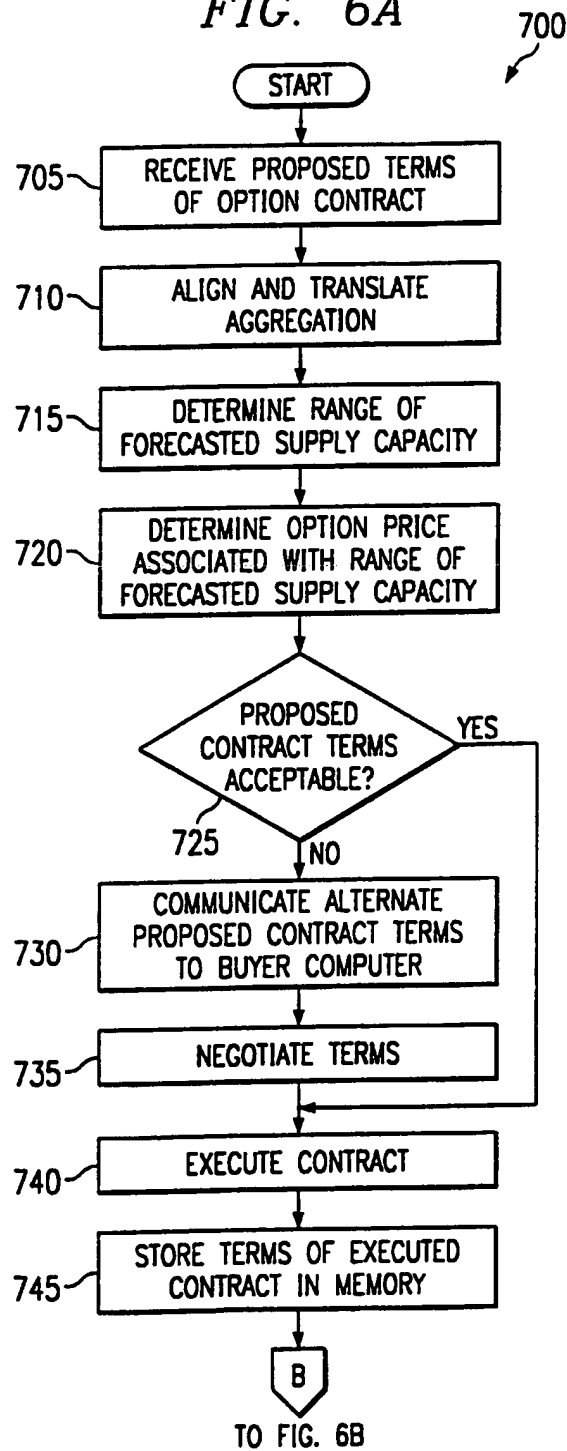 FIG. 6A
700
START
705
RECEIVE PROPOSED TERMS
OF OPTION CONTRACT
710
ALIGN AND TRANSLATE
AGGREGATION
715
DETERMINE RANGE OF
FORECASTED SUPPLY CAPACITY
720
DETERMINE OPTION PRICE
ASSOCIATED WITH RANGE OF
FORECASTED SUPPLY CAPACITY
PROPOSED
CONTRACT TERMS
ACCEPTABLE?
YES
725
NO
730
COMMUNICATE ALTERNATE
PROPOSED CONTRACT TERMS
TO BUYER COMPUTER
735
NEGOTIATE TERMS
740
EXECUTE CONTRACT
745
STORE TERMS OF EXECUTED
CONTRACT IN MEMORY
B
TO FIG. 6B